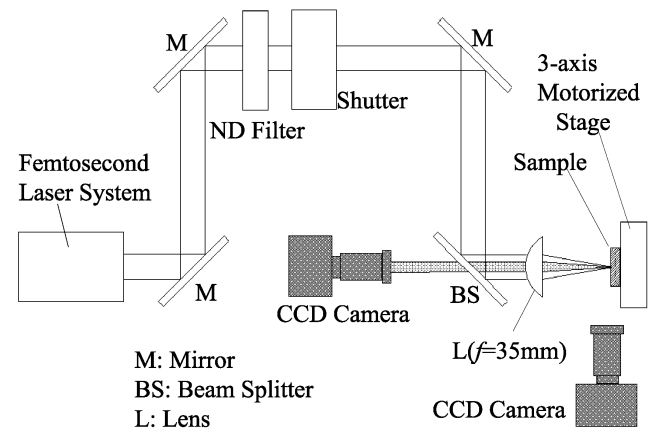 M
M
ND Filter
Shutter
3-axis
Motorized
Stage
Sample
Femtosecond
Laser System
M
CCD Camera
BS
L(f=35mm)
M: Mirror
BS: Beam Splitter
L: Lens
CCD Camera